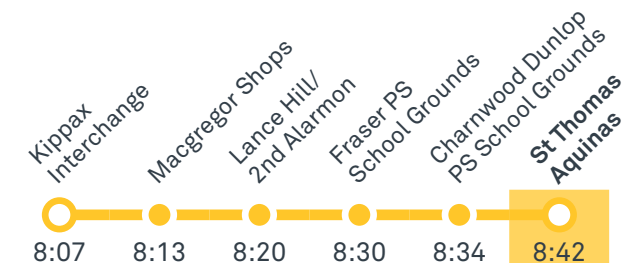 Kippax
Interchange
Macgregor Shops
Lance Hill/
2nd Alarmon
Fraser PS
School Grounds
Charnwood Dunlop
PS School Grounds
St Thomas
Aquinas
8:07 8:13 8:20 8:30 8:34 8:42